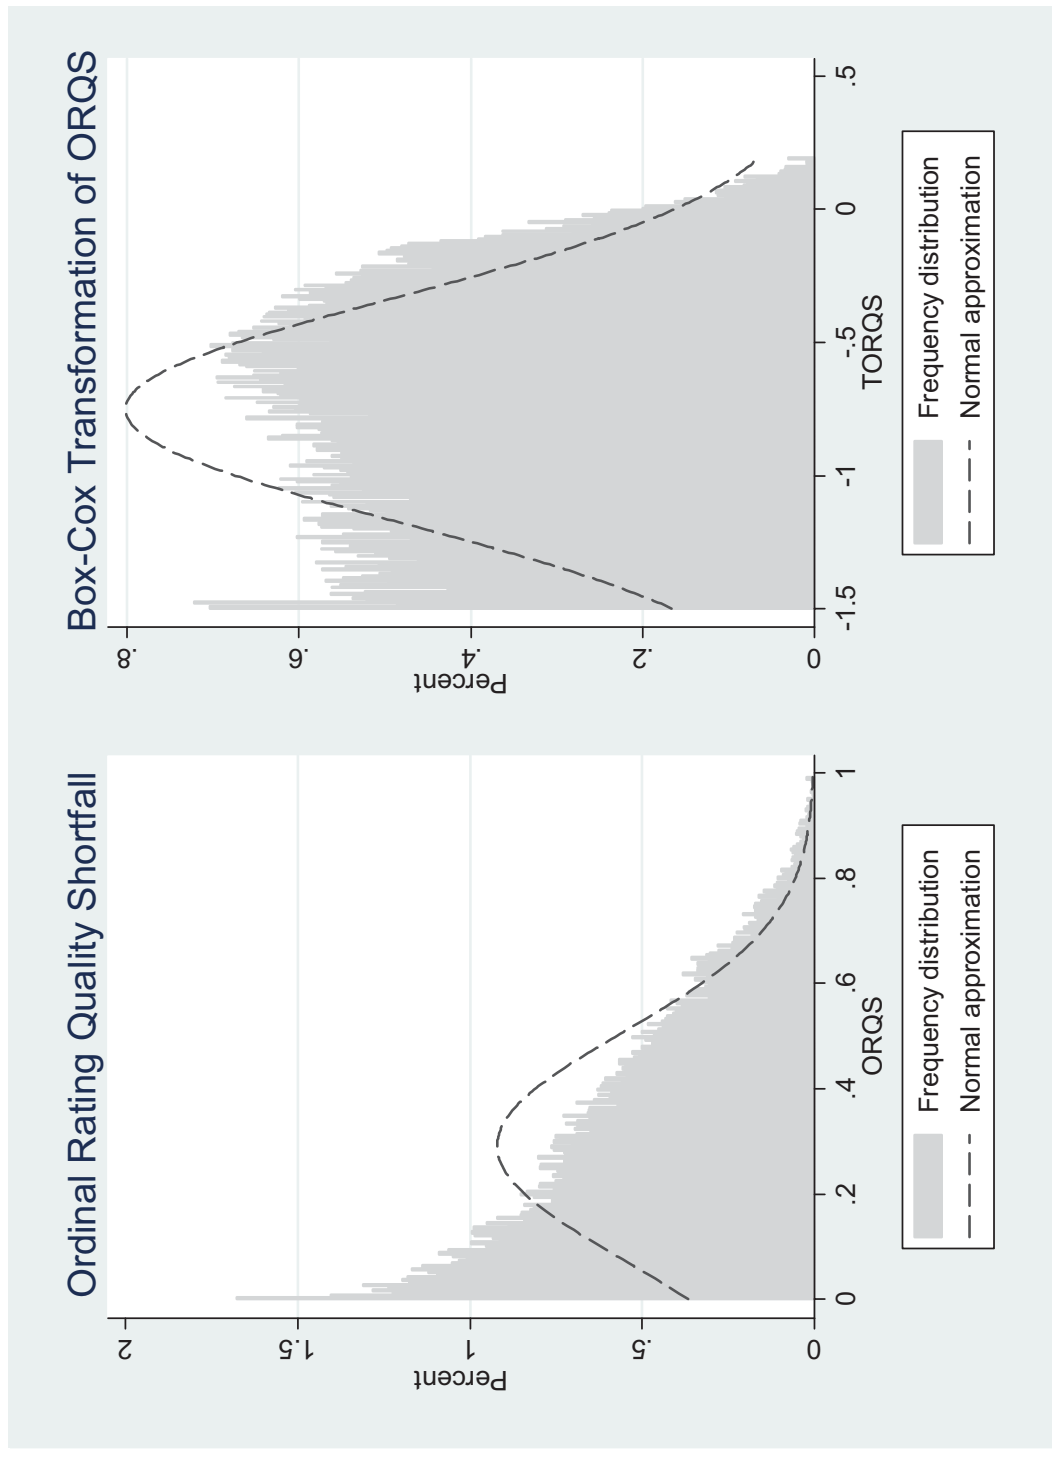 Ordinal Rating Quality Shortfall
Percent
2
1.5
1
.5
0
0
.2
.4
.6
.8
1
ORQS
Frequency distribution
Normal approximation
Box-Cox Transformation of ORQS
Percent
.8
.6
.4
.2
0
-1.5
-1
-.5
0
.5
TORQS
Frequency distribution
Normal approximation